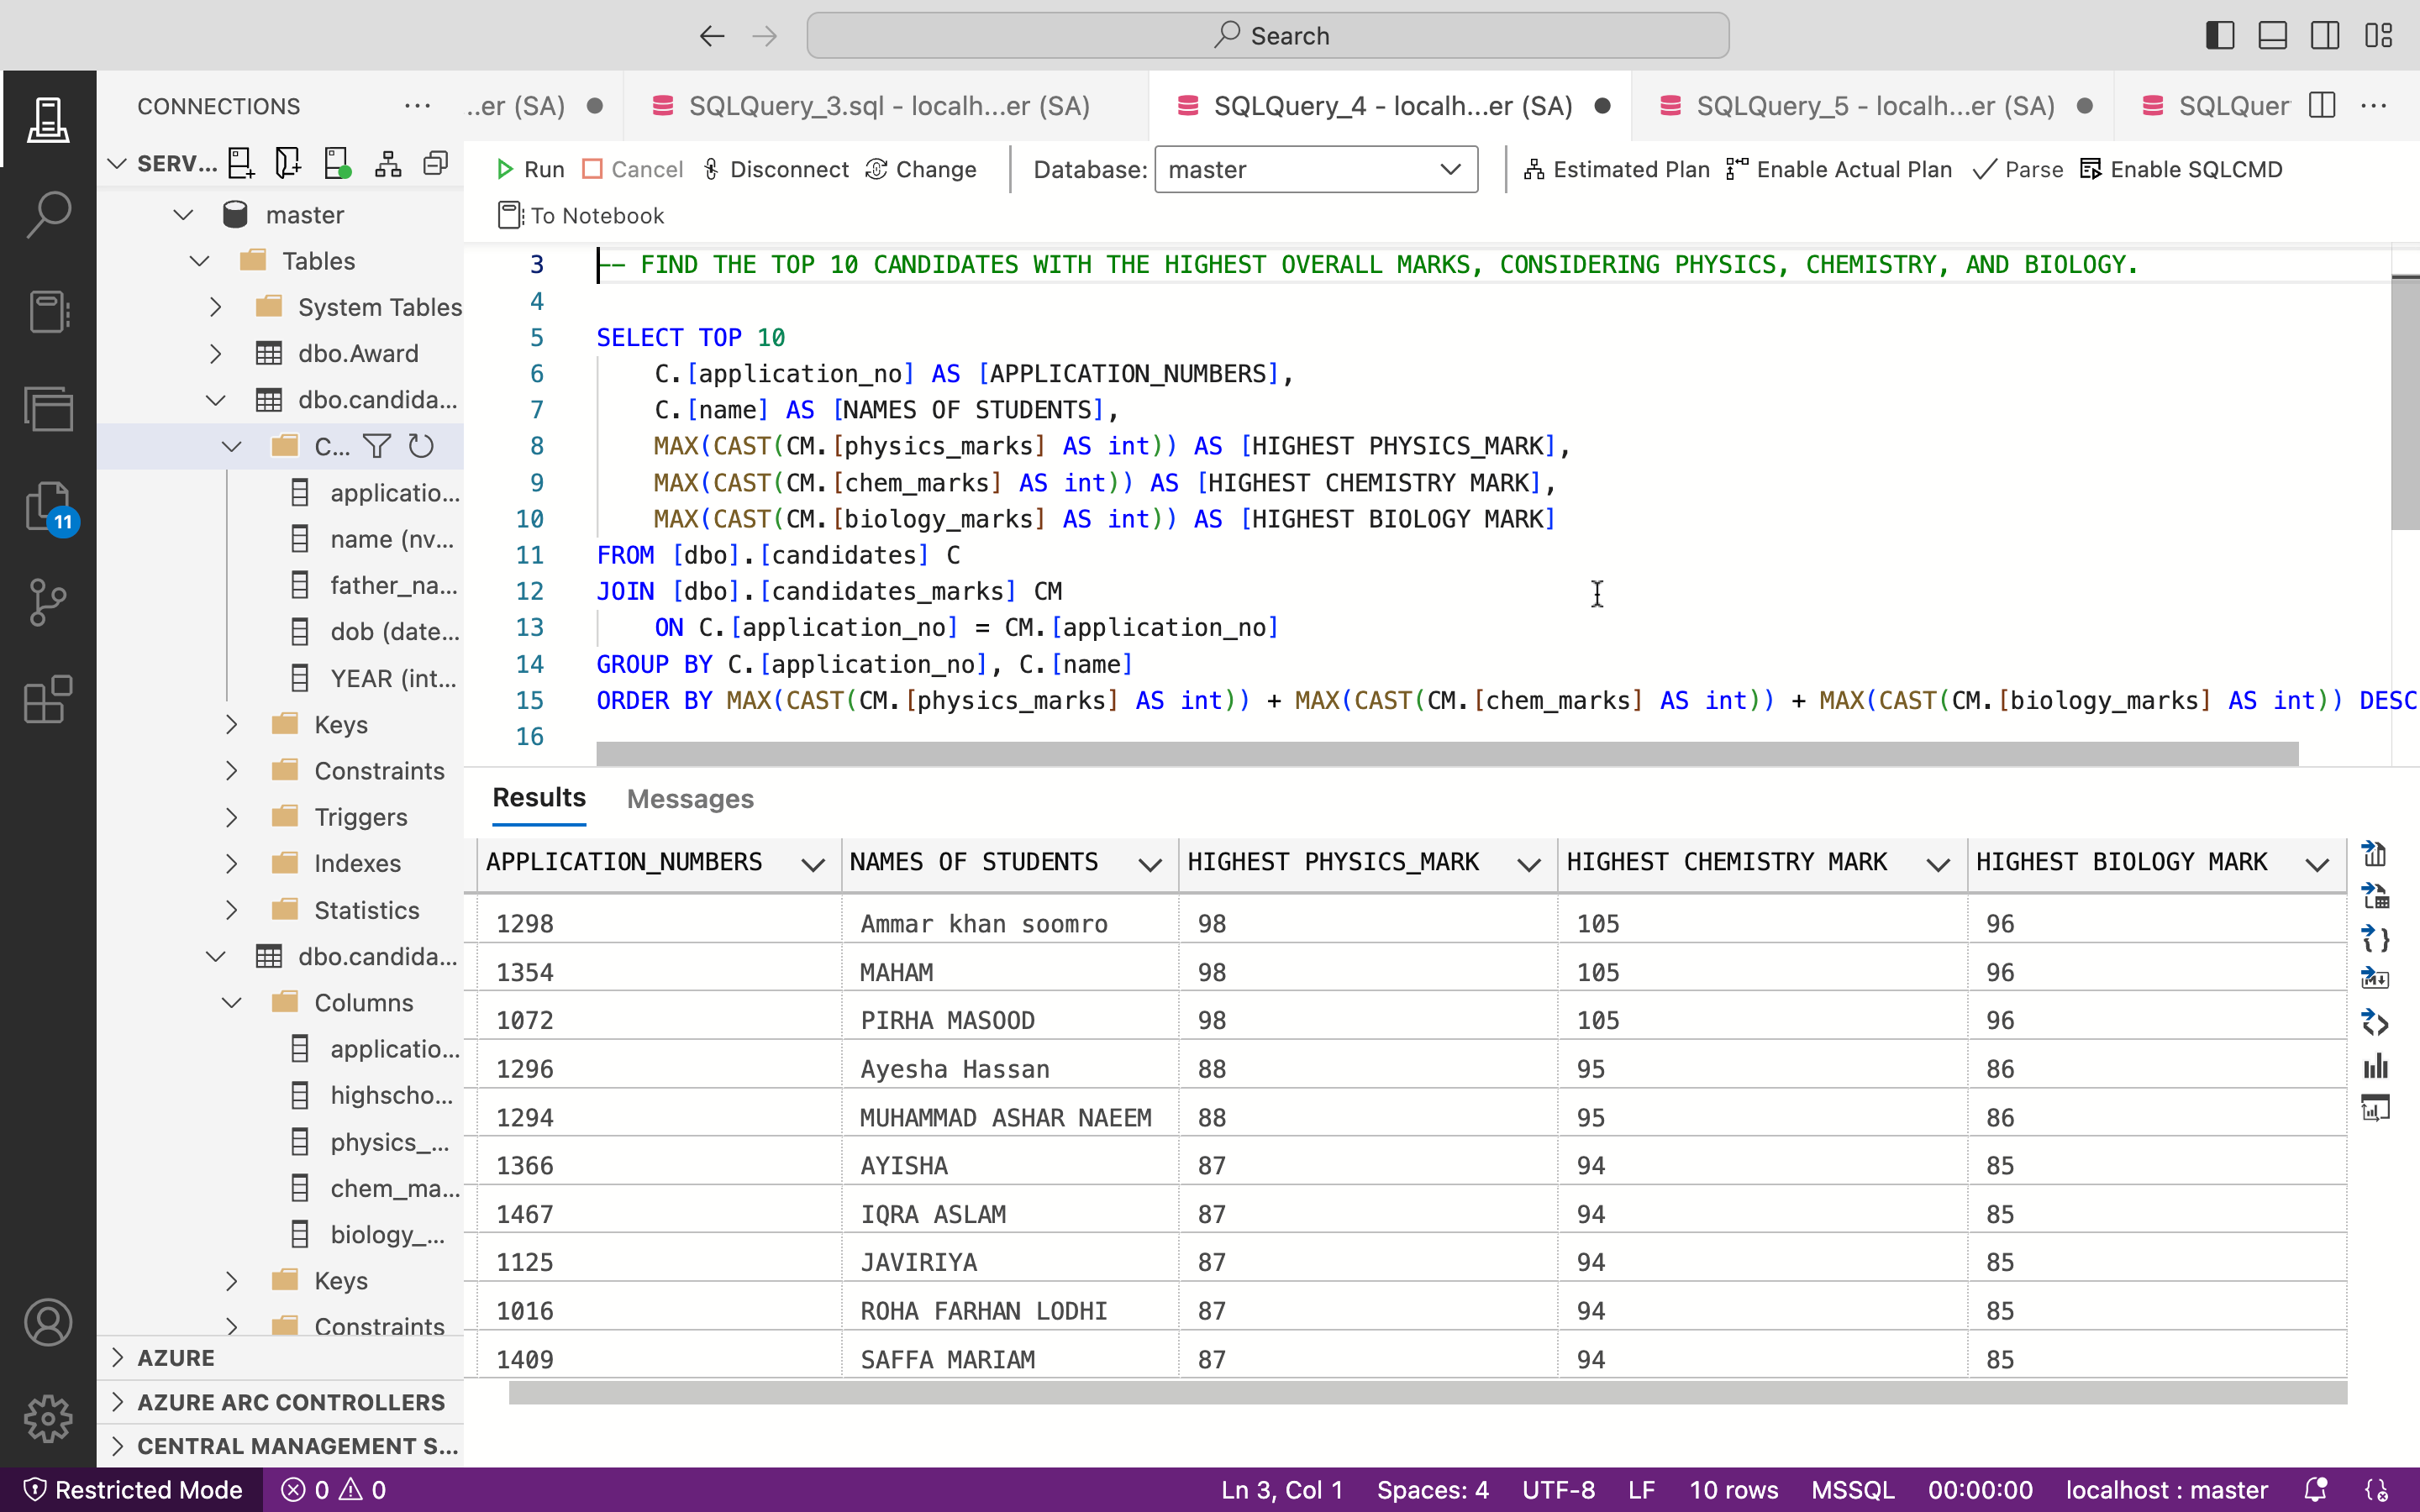 Search
CONNECTIONS
..er (SA)
SQLQuery_3.sql - localh...er (SA)
SQLQuery_4 - localh...er (SA)
SQLQuery_5 - localh...er (SA)
SQLQuer
SERV...
Run
Cancel
Disconnect
Change
Database:
master
Estimated Plan
Enable Actual Plan
Parse
Enable SQLCMD
To Notebook
master
Tables
System Tables
dbo.Award
dbo.candida...
C...
applicatio...
name (nv...
father_na...
dob (date...
YEAR (int...
Keys
Constraints
Triggers
Indexes
Statistics
dbo.candida...
Columns
applicatio...
highscho...
physics_...
chem_ma...
biology_...
Keys
Constraints
AZURE
AZURE ARC CONTROLLERS
CENTRAL MANAGEMENT S...
11
3 -- FIND THE TOP 10 CANDIDATES WITH THE HIGHEST OVERALL MARKS, CONSIDERING PHYSICS, CHEMISTRY, AND BIOLOGY.
4
5 SELECT TOP 10
6 C.[application_no] AS [APPLICATION_NUMBERS],
7 C.[name] AS [NAMES OF STUDENTS],
8 MAX(CAST(CM.[physics_marks] AS int)) AS [HIGHEST PHYSICS_MARK],
9 MAX(CAST(CM.[chem_marks] AS int)) AS [HIGHEST CHEMISTRY MARK],
10 MAX(CAST(CM.[biology_marks] AS int)) AS [HIGHEST BIOLOGY MARK]
11 FROM [dbo].[candidates] C
12 JOIN [dbo].[candidates_marks] CM
13 ON C.[application_no] = CM.[application_no]
14 GROUP BY C.[application_no], C.[name]
15 ORDER BY MAX(CAST(CM.[physics_marks] AS int)) + MAX(CAST(CM.[chem_marks] AS int)) + MAX(CAST(CM.[biology_marks] AS int)) DESC
16
Results Messages
APPLICATION_NUMBERS NAMES OF STUDENTS HIGHEST PHYSICS_MARK HIGHEST CHEMISTRY MARK HIGHEST BIOLOGY MARK
1298 Ammar khan soomro 98 105 96
1354 MAHAM 98 105 96
1072 PIRHA MASOOD 98 105 96
1296 Ayesha Hassan 88 95 86
1294 MUHAMMAD ASHAR NAEEM 88 95 86
1366 AYISHA 87 94 85
1467 IQRA ASLAM 87 94 85
1125 JAVIRIYA 87 94 85
1016 ROHA FARHAN LODHI 87 94 85
1409 SAFFA MARIAM 87 94 85
Restricted Mode 0 0 Ln 3, Col 1 Spaces: 4 UTF-8 LF 10 rows MSSQL 00:00:00 localhost : master